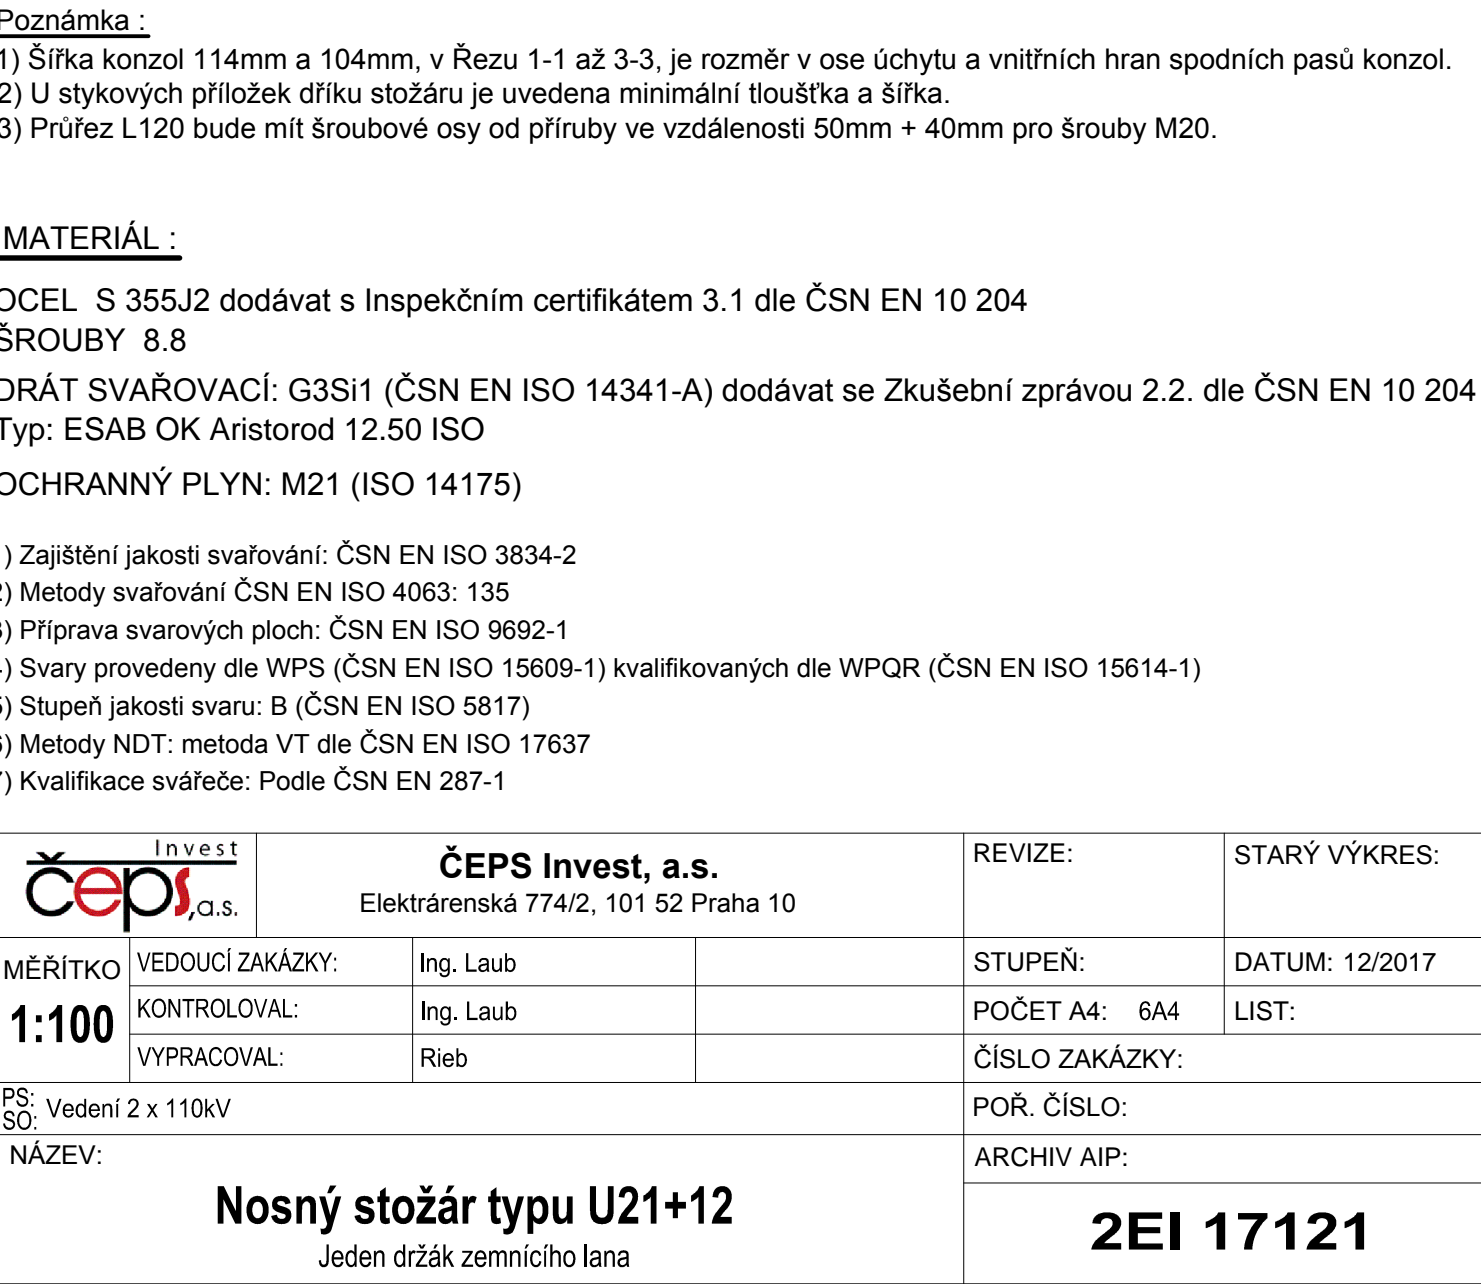 Poznámka :
1) Šířka konzol 114mm a 104mm, v Řezu 1-1 až 3-3, je rozměr v ose úchytu a vnitřních hran spodních pasů konzol.
2) U stykových příložek dříku stožáru je uvedena minimální tloušťka a šířka.
3) Průřez L120 bude mít šroubové osy od příruby ve vzdálenosti 50mm + 40mm pro šrouby M20.
MATERIÁL :
OCEL S 355J2 dodávat s Inspekčním certifikátem 3.1 dle ČSN EN 10 204
ŠROUBY 8.8
DRÁT SVAŘOVACÍ: G3Si1 (ČSN EN ISO 14341-A) dodávat se Zkušební zprávou 2.2. dle ČSN EN 10 204
Typ: ESAB OK Aristorod 12.50 ISO
OCHRANNÝ PLYN: M21 (ISO 14175)
1) Zajištění jakosti svařování: ČSN EN ISO 3834-2
2) Metody svařování ČSN EN ISO 4063: 135
3) Příprava svarových ploch: ČSN EN ISO 9692-1
4) Svary provedeny dle WPS (ČSN EN ISO 15609-1) kvalifikovaných dle WPQR (ČSN EN ISO 15614-1)
5) Stupeň jakosti svaru: B (ČSN EN ISO 5817)
6) Metody NDT: metoda VT dle ČSN EN ISO 17637
7) Kvalifikace svářeče: Podle ČSN EN 287-1
Invest
čeps,a.s.
ČEPS Invest, a.s.
Elektrárenská 774/2, 101 52 Praha 10
REVIZE:
STARÝ VÝKRES:
MĚŘÍTKO
1:100
VEDOUCÍ ZAKÁZKY: Ing. Laub
KONTROLOVAL: Ing. Laub
VYPRACOVAL: Rieb
STUPEŇ:
DATUM: 12/2017
POČET A4: 6A4
LIST:
ČÍSLO ZAKÁZKY:
PS:
SO: Vedení 2 x 110kV
POŘ. ČÍSLO:
NÁZEV:
Nosný stožár typu U21+12
Jeden držák zemnícího lana
ARCHIV AIP:
2EI 17121